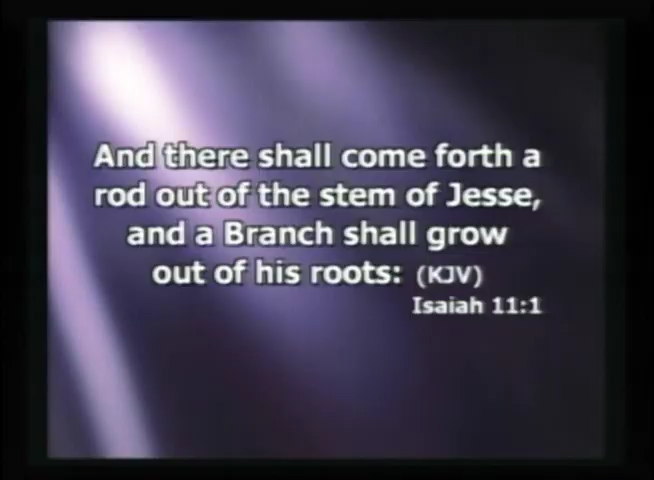 And there shall come forth a
rod out of the stem of Jesse,
and a Branch shall grow
out of his roots: (KJV)
Isaiah 11:1